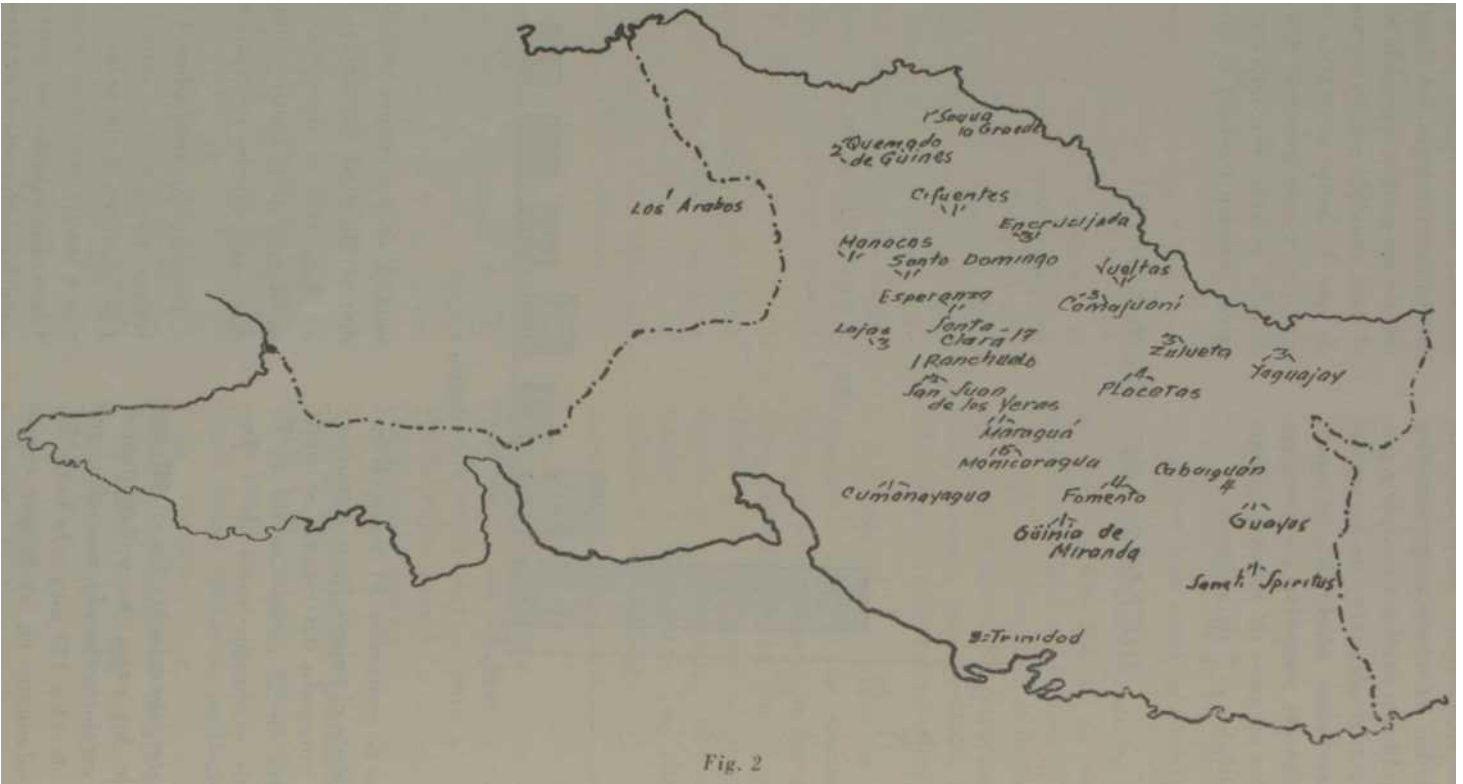 1 Sagua
la Grande
2 Quemado
de Güines
Los 1 Arabos
Cifuentes
1
Encrucijada
3
Manacas
1
Santo Domingo
1
Vueltas
1
Esperanza
1
3
Camajuaní
Lajas
3
Santa
Clara-17
1 Ranchuelo
3
Zulueta
3
Yaguajay
San Juan
de los Yeras
4
Placetas
1
Maraguá
Manicaragua
Cabaiguán
4
1
Cumanayagua
4
Fomento
1
Guayos
1
Güinia de
Miranda
Sancti Spiritus
Trinidad
Fig. 2